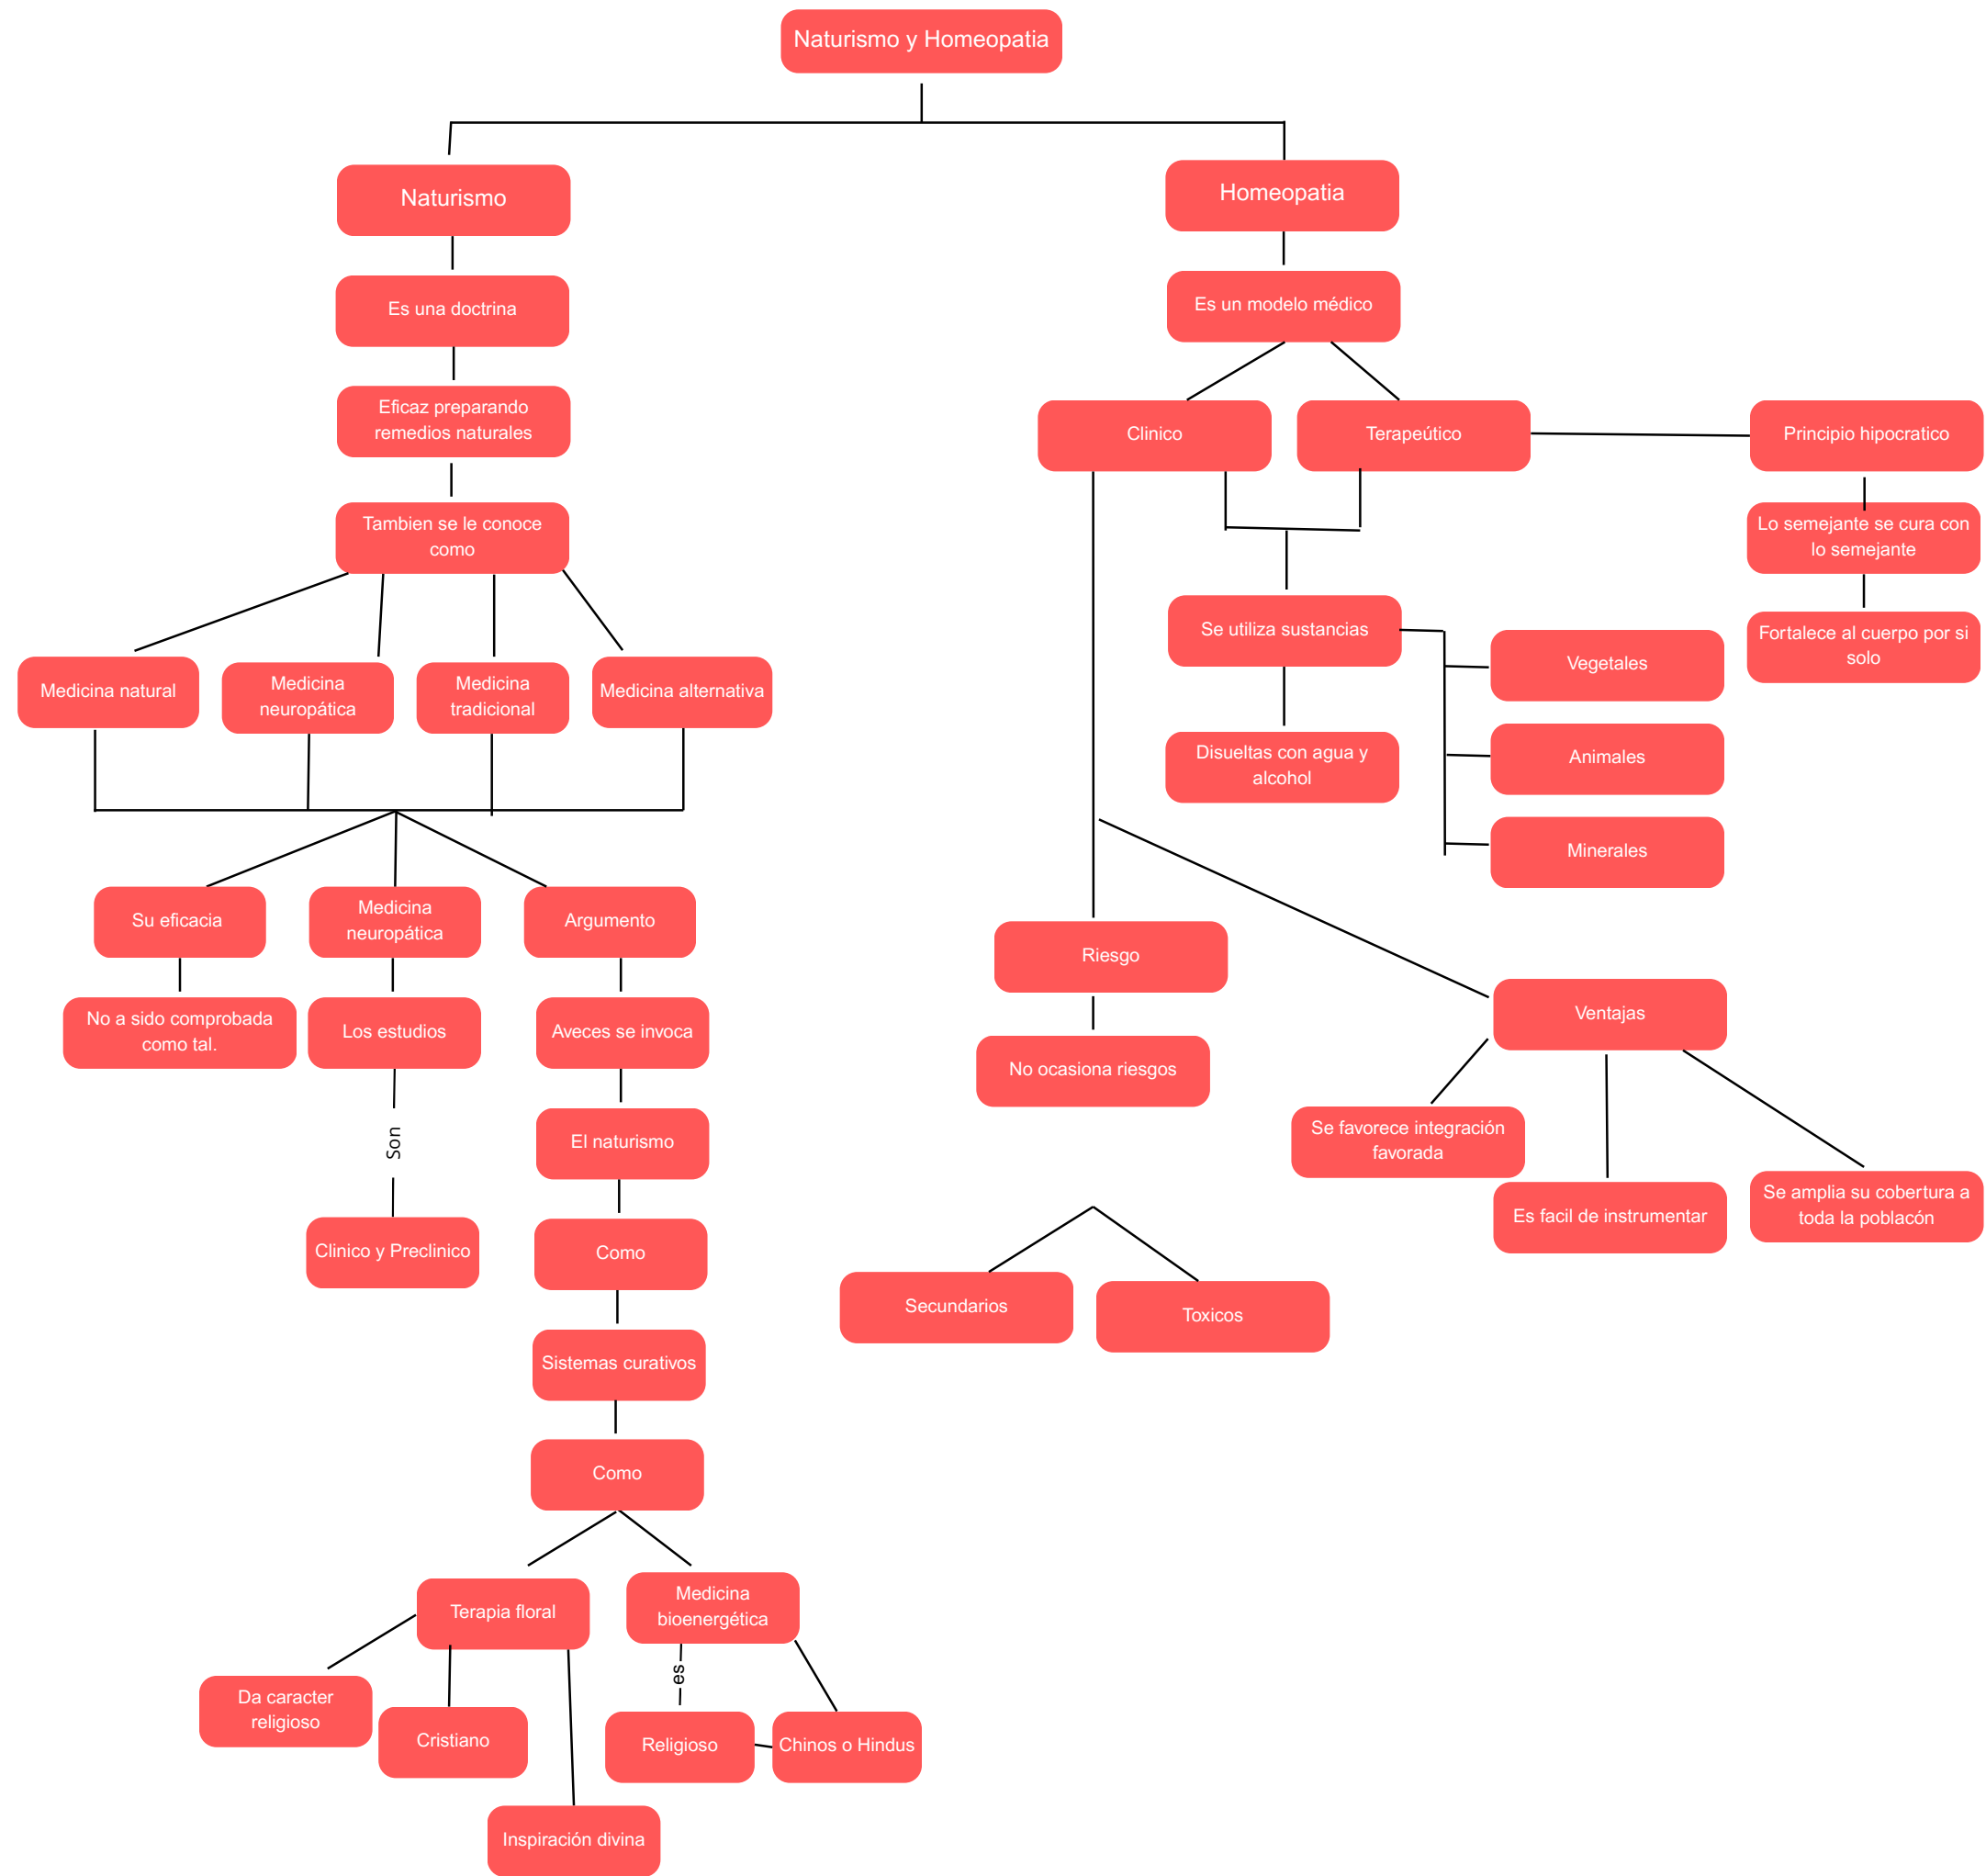 Naturismo y Homeopatia
Naturismo
Homeopatia
Es una doctrina
Es un modelo médico
Eficaz preparando
remedios naturales
Clinico
Terapeútico
Principio hipocratico
Tambien se le conoce
como
Lo semejante se cura con
lo semejante
Se utiliza sustancias
Fortalece al cuerpo por si
solo
Vegetales
Medicina natural
Medicina
neuropática
Medicina
tradicional
Medicina alternativa
Disueltas con agua y
alcohol
Animales
Minerales
Su eficacia
Medicina
neuropática
Argumento
Riesgo
Ventajas
No a sido comprobada
como tal.
Los estudios
Aveces se invoca
No ocasiona riesgos
Son
El naturismo
Se favorece integración
favorada
Es facil de instrumentar
Se amplia su cobertura a
toda la poblacón
Clinico y Preclinico
Como
Secundarios
Toxicos
Sistemas curativos
Como
Terapia floral
Medicina
bioenergética
es
Da caracter
religioso
Cristiano
Religioso
Chinos o Hindus
Inspiración divina